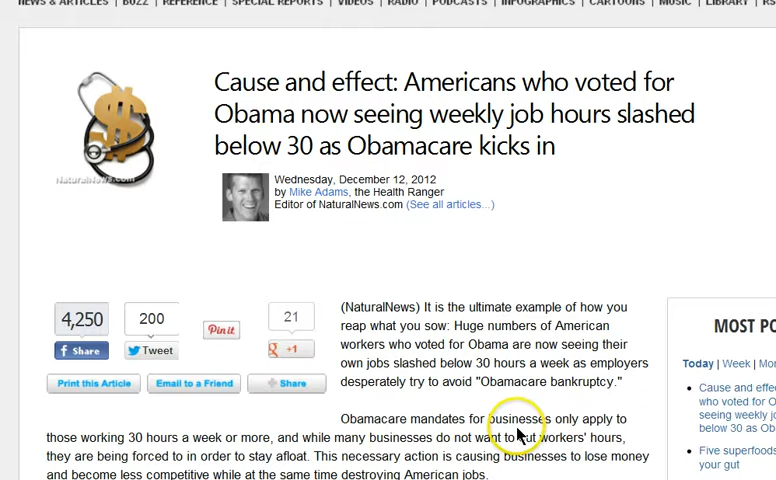 NEWS & ARTICLES | BUZZ | REFERENCE | SPECIAL REPORTS | VIDEOS | RADIO | PODCASTS | INFOGRAPHICS | CARTOONS | MUSIC | LIBRARY | RS
Cause and effect: Americans who voted for
Obama now seeing weekly job hours slashed
below 30 as Obamacare kicks in
NaturalNews.com
Wednesday, December 12, 2012
by Mike Adams, the Health Ranger
Editor of NaturalNews.com (See all articles...)
4,250
200
21
Share
Tweet
Pin it
g +1
Print this Article
Email to a Friend
Share
(NaturalNews) It is the ultimate example of how you
reap what you sow: Huge numbers of American
workers who voted for Obama are now seeing their
own jobs slashed below 30 hours a week as employers
desperately try to avoid "Obamacare bankruptcy."
Obamacare mandates for businesses only apply to
those working 30 hours a week or more, and while many businesses do not want to cut workers' hours,
they are being forced to in order to stay afloat. This necessary action is causing businesses to lose money
and become less competitive while at the same time destroying American jobs.
MOST PO
Today | Week | Mon
Cause and effe
who voted for O
seeing weekly j
below 30 as Oba
Five superfoods
your gut